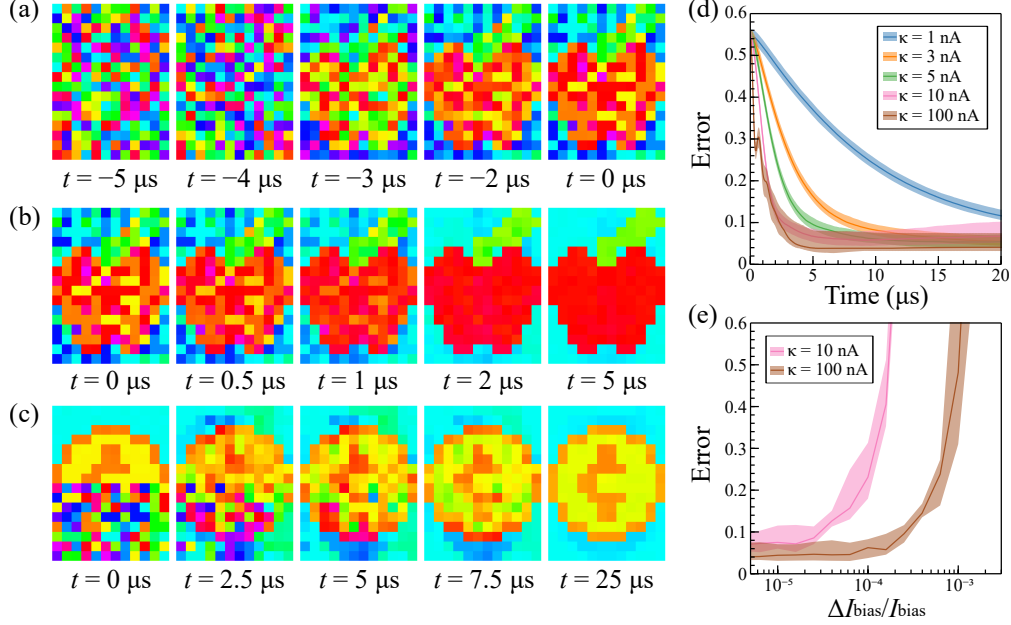 (a)
t = −5 μs
t = −4 μs
t = −3 μs
t = −2 μs
t = 0 μs
(b)
t = 0 μs
t = 0.5 μs
t = 1 μs
t = 2 μs
t = 5 μs
(c)
t = 0 μs
t = 2.5 μs
t = 5 μs
t = 7.5 μs
t = 25 μs
(d)
κ = 1 nA
κ = 3 nA
κ = 5 nA
κ = 10 nA
κ = 100 nA
0.6
0.5
0.4
0.3
0.2
0.1
0
Error
0
5
10
15
20
Time (μs)
(e)
κ = 10 nA
κ = 100 nA
0.6
0.5
0.4
0.3
0.2
0.1
0
Error
10⁻⁵
10⁻⁴
10⁻³
ΔIbias/Ibias